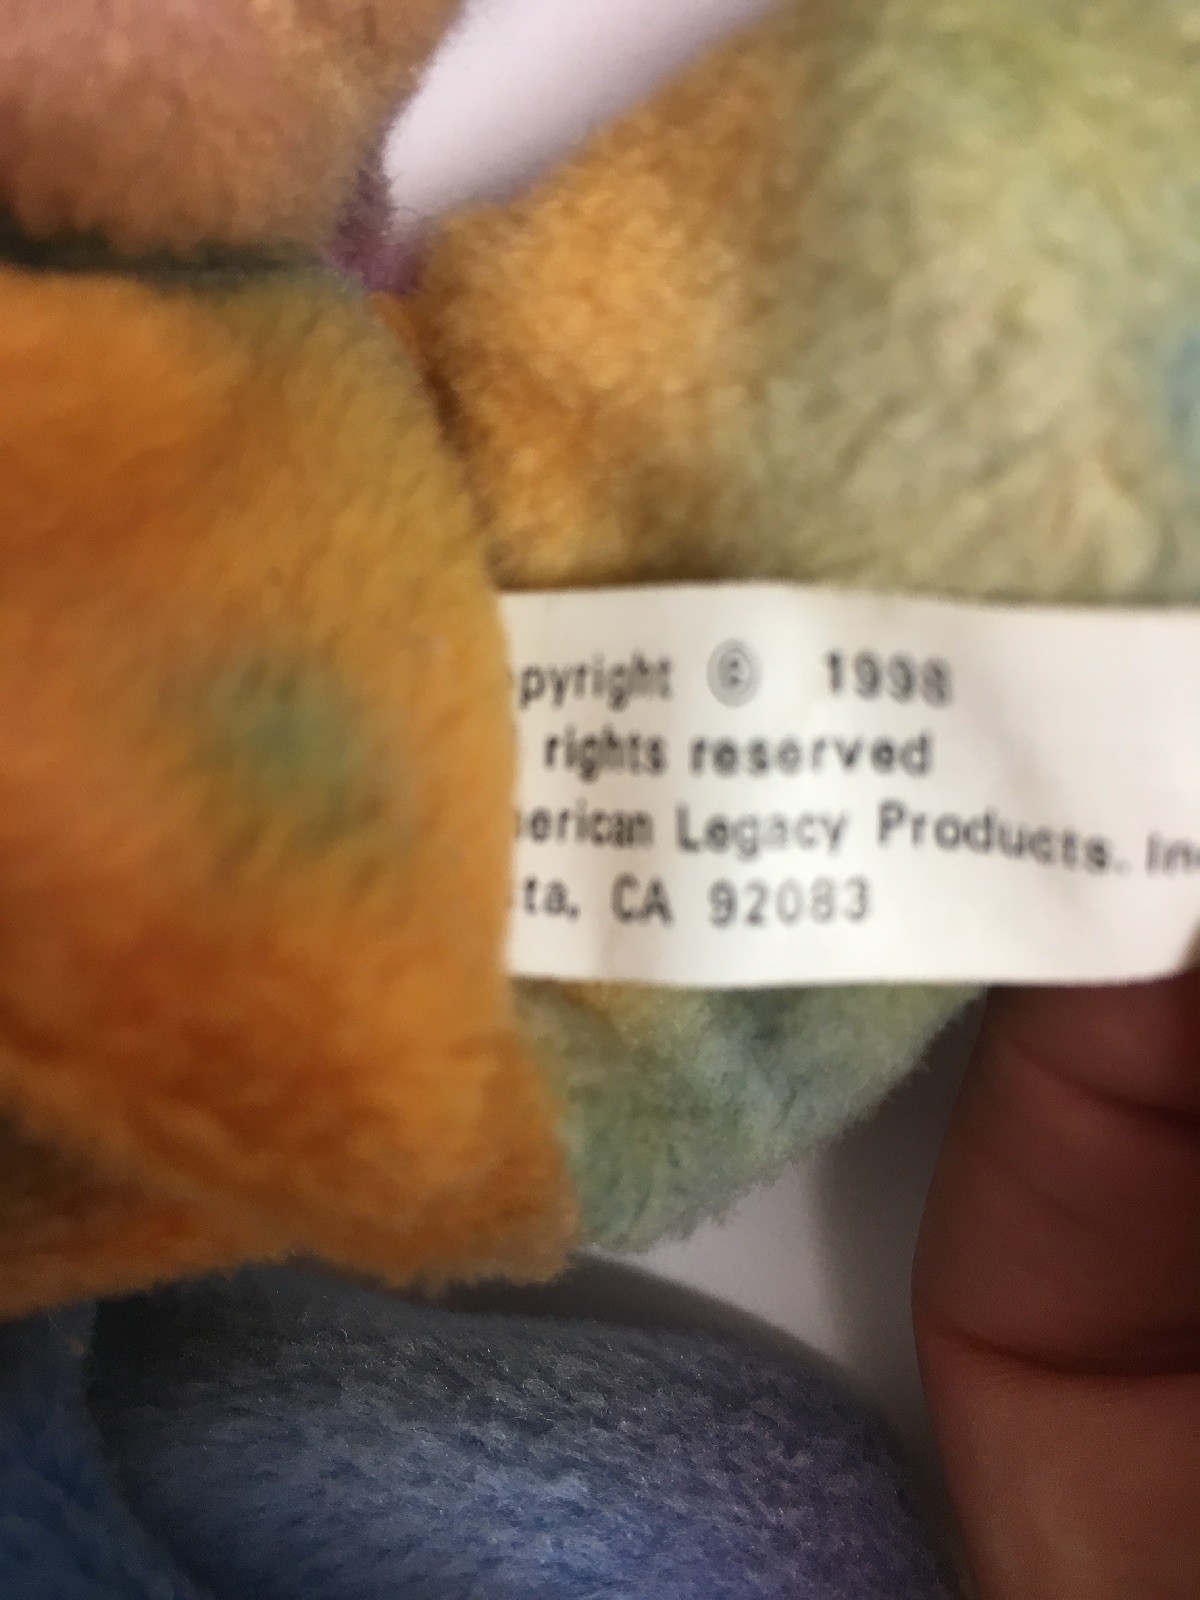 pyright © 1998
rights reserved
erican Legacy Products. In
ta, CA 92083